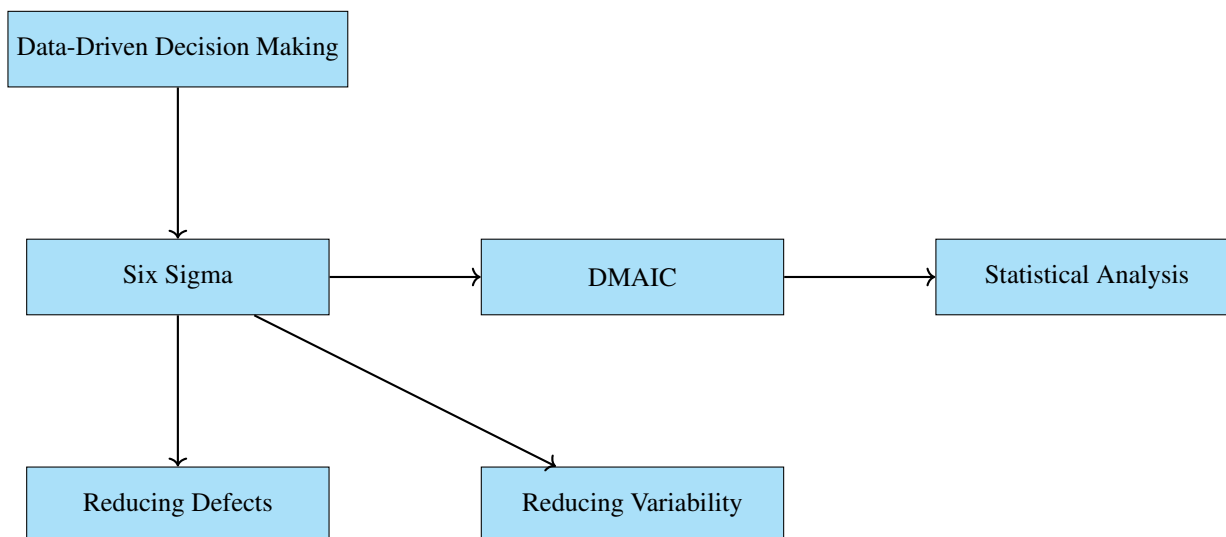 Data-Driven Decision Making
Six Sigma
DMAIC
Statistical Analysis
Reducing Defects
Reducing Variability